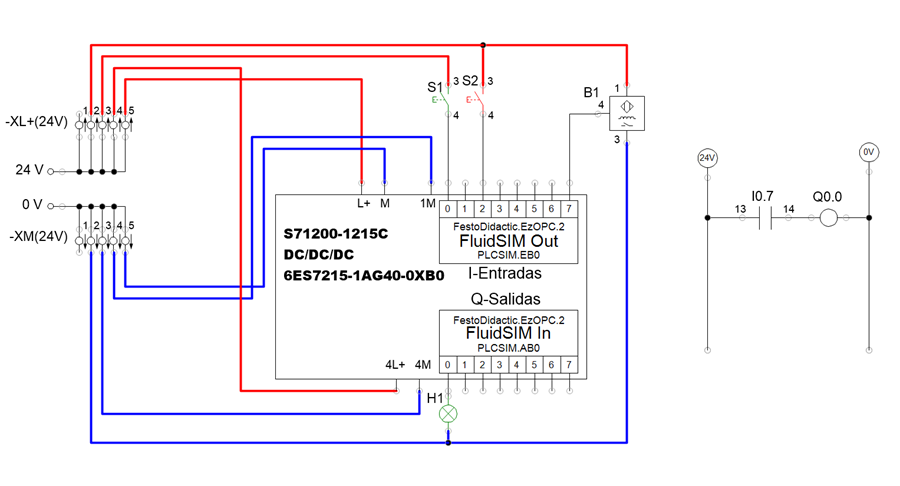 S1 3
S2 3
1
B1
4
-XL+(24V)
1 2 3 4 5
E
4
E
4
3
24 V
24V
0V
0 V
L+ M 1M
0 1 2 3 4 5 6 7
I0.7
Q0.0
13 14
-XM(24V)
1 2 3 4 5
S71200-1215C
DC/DC/DC
6ES7215-1AG40-0XB0
FestoDidactic.EzOPC.2
FluidSIM Out
PLCSIM.EB0
I-Entradas
Q-Salidas
FestoDidactic.EzOPC.2
FluidSIM In
PLCSIM.AB0
4L+ 4M
0 1 2 3 4 5 6 7
H1